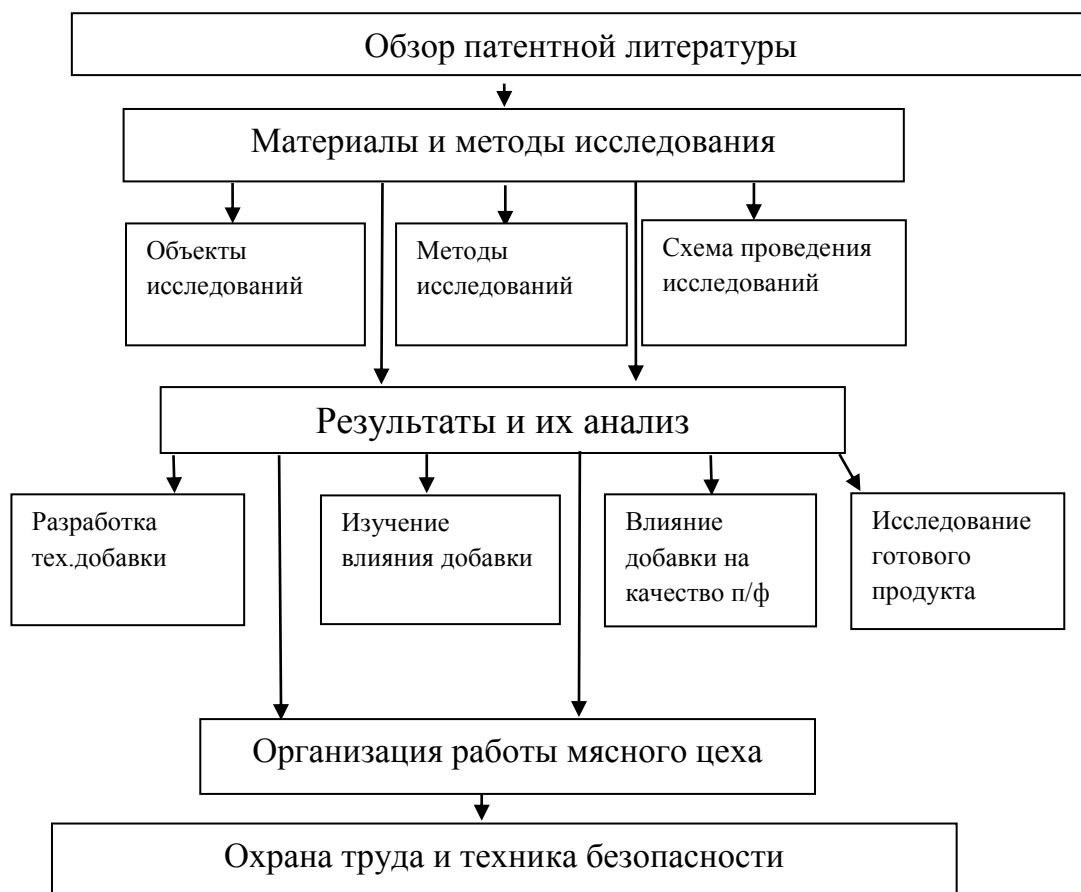 Обзор патентной литературы
Материалы и методы исследования
Объекты
исследований
Методы
исследований
Схема проведения
исследований
Результаты и их анализ
Разработка
тех.добавки
Изучение
влияния добавки
Влияние
добавки на
качество п/ф
Исследование
готового
продукта
Организация работы мясного цеха
Охрана труда и техника безопасности